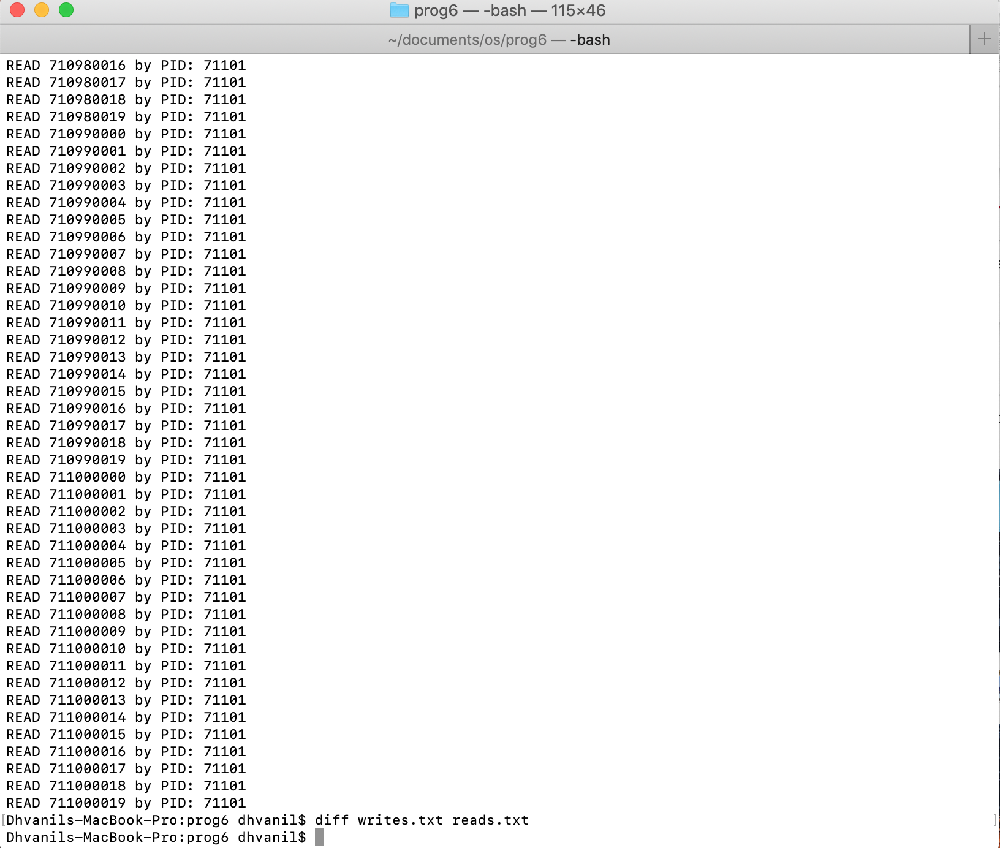 prog6 — -bash — 115×46
~/documents/os/prog6 — -bash
READ 710980016 by PID: 71101
READ 710980017 by PID: 71101
READ 710980018 by PID: 71101
READ 710980019 by PID: 71101
READ 710990000 by PID: 71101
READ 710990001 by PID: 71101
READ 710990002 by PID: 71101
READ 710990003 by PID: 71101
READ 710990004 by PID: 71101
READ 710990005 by PID: 71101
READ 710990006 by PID: 71101
READ 710990007 by PID: 71101
READ 710990008 by PID: 71101
READ 710990009 by PID: 71101
READ 710990010 by PID: 71101
READ 710990011 by PID: 71101
READ 710990012 by PID: 71101
READ 710990013 by PID: 71101
READ 710990014 by PID: 71101
READ 710990015 by PID: 71101
READ 710990016 by PID: 71101
READ 710990017 by PID: 71101
READ 710990018 by PID: 71101
READ 710990019 by PID: 71101
READ 711000000 by PID: 71101
READ 711000001 by PID: 71101
READ 711000002 by PID: 71101
READ 711000003 by PID: 71101
READ 711000004 by PID: 71101
READ 711000005 by PID: 71101
READ 711000006 by PID: 71101
READ 711000007 by PID: 71101
READ 711000008 by PID: 71101
READ 711000009 by PID: 71101
READ 711000010 by PID: 71101
READ 711000011 by PID: 71101
READ 711000012 by PID: 71101
READ 711000013 by PID: 71101
READ 711000014 by PID: 71101
READ 711000015 by PID: 71101
READ 711000016 by PID: 71101
READ 711000017 by PID: 71101
READ 711000018 by PID: 71101
READ 711000019 by PID: 71101
[Dhvanils-MacBook-Pro:prog6 dhvanil$ diff writes.txt reads.txt ]
Dhvanils-MacBook-Pro:prog6 dhvanil$